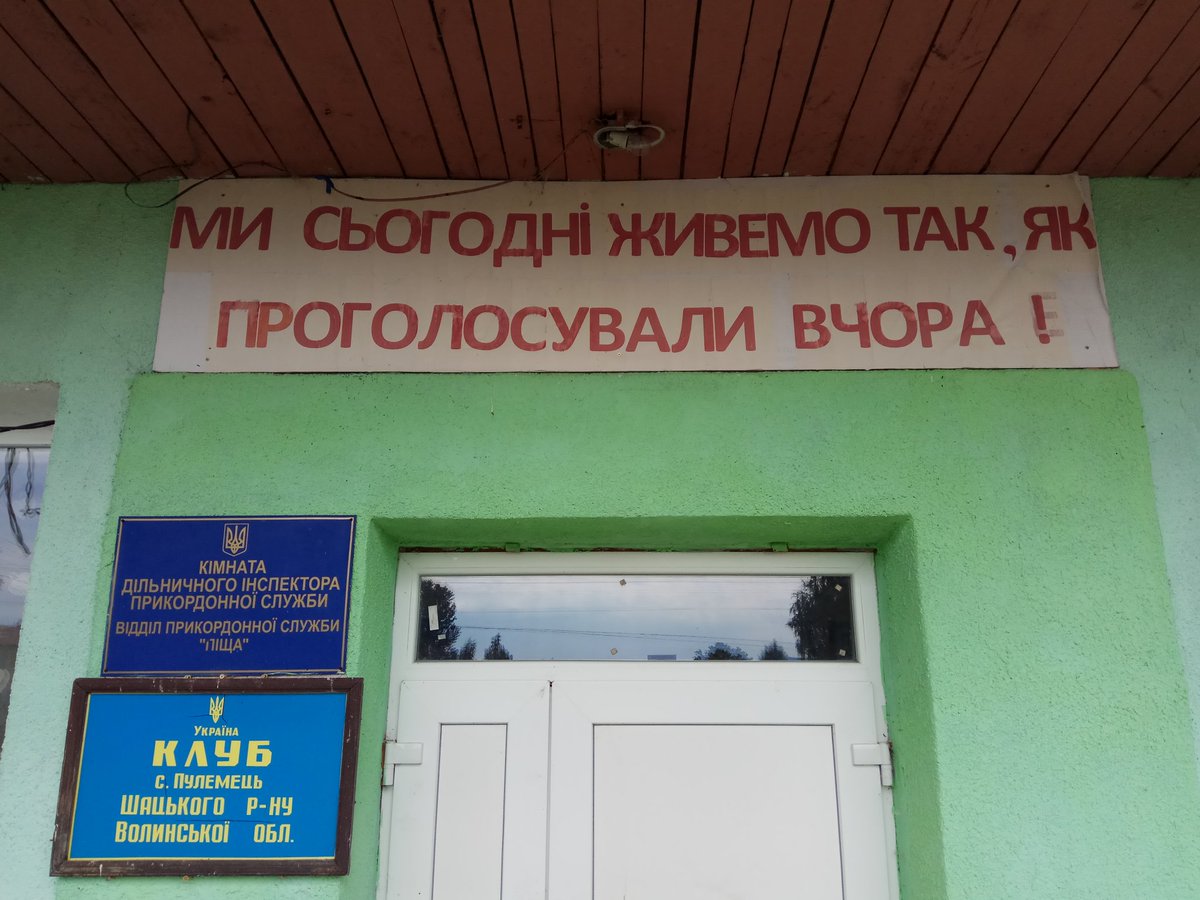 МИ СЬОГОДНІ ЖИВЕМО ТАК, ЯК
ПРОГОЛОСУВАЛИ ВЧОРА !
КІМНАТА
ДІЛЬНИЧНОГО ІНСПЕКТОРА
ПРИКОРДОННОЇ СЛУЖБИ
ВІДДІЛ ПРИКОРДОННОЇ СЛУЖБИ
"ПІЩА"
УКРАЇНА
КЛУБ
С. ПУЛЕМЕЦЬ
ШАЦЬКОГО Р-НУ
ВОЛИНСЬКОЇ ОБЛ.